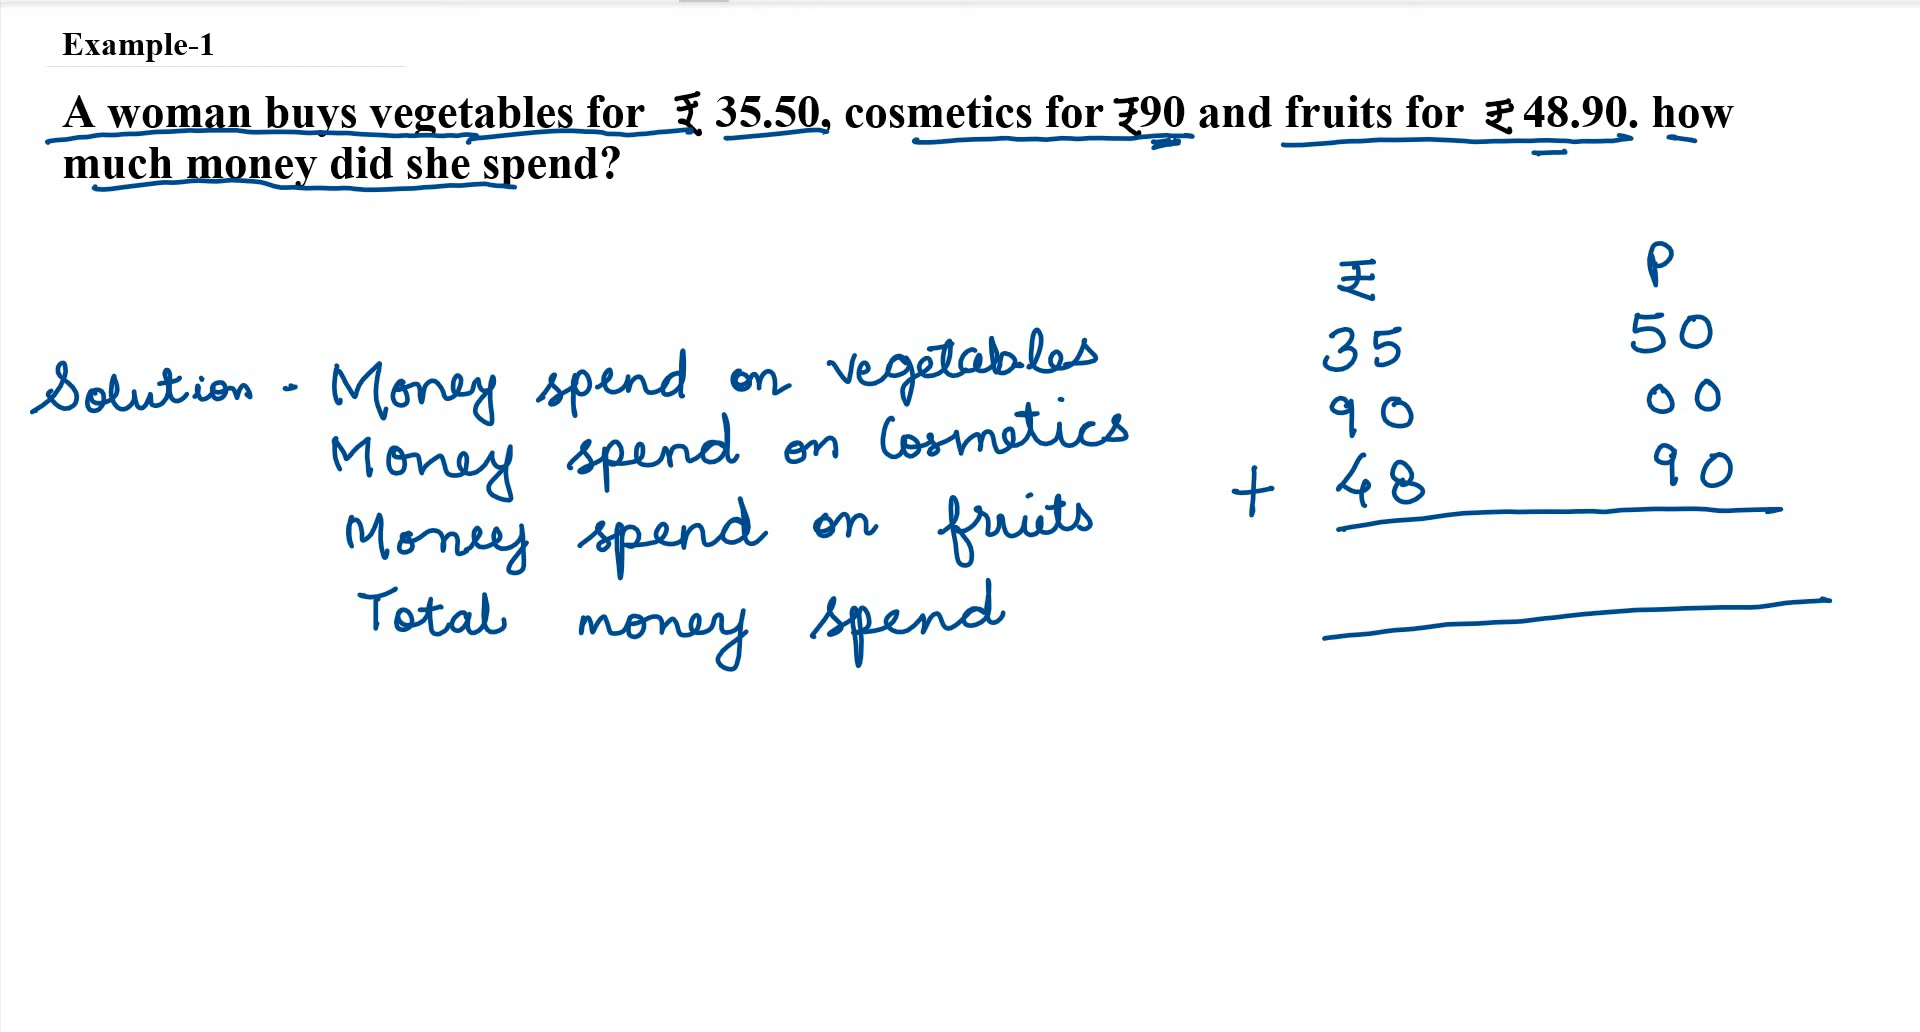 Example-1
A woman buys vegetables for ₹ 35.50, cosmetics for ₹90 and fruits for ₹ 48.90. how
much money did she spend?
₹ P
Solution - Money spend on vegetables 35 50
Money spend on Cosmetics 90 00
Money spend on fruits + 48 90
Total money spend